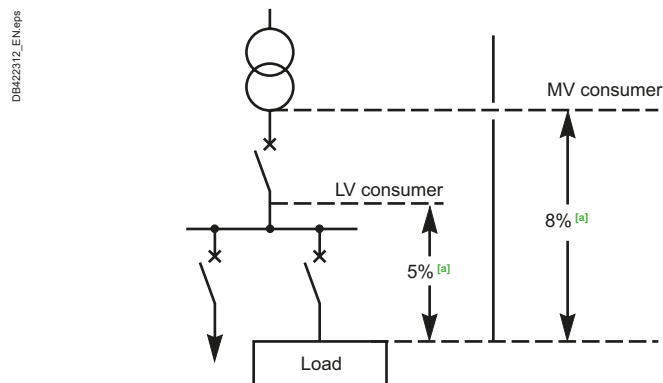 DB422312_EN.eps
MV consumer
LV consumer
8% [a]
5% [a]
Load